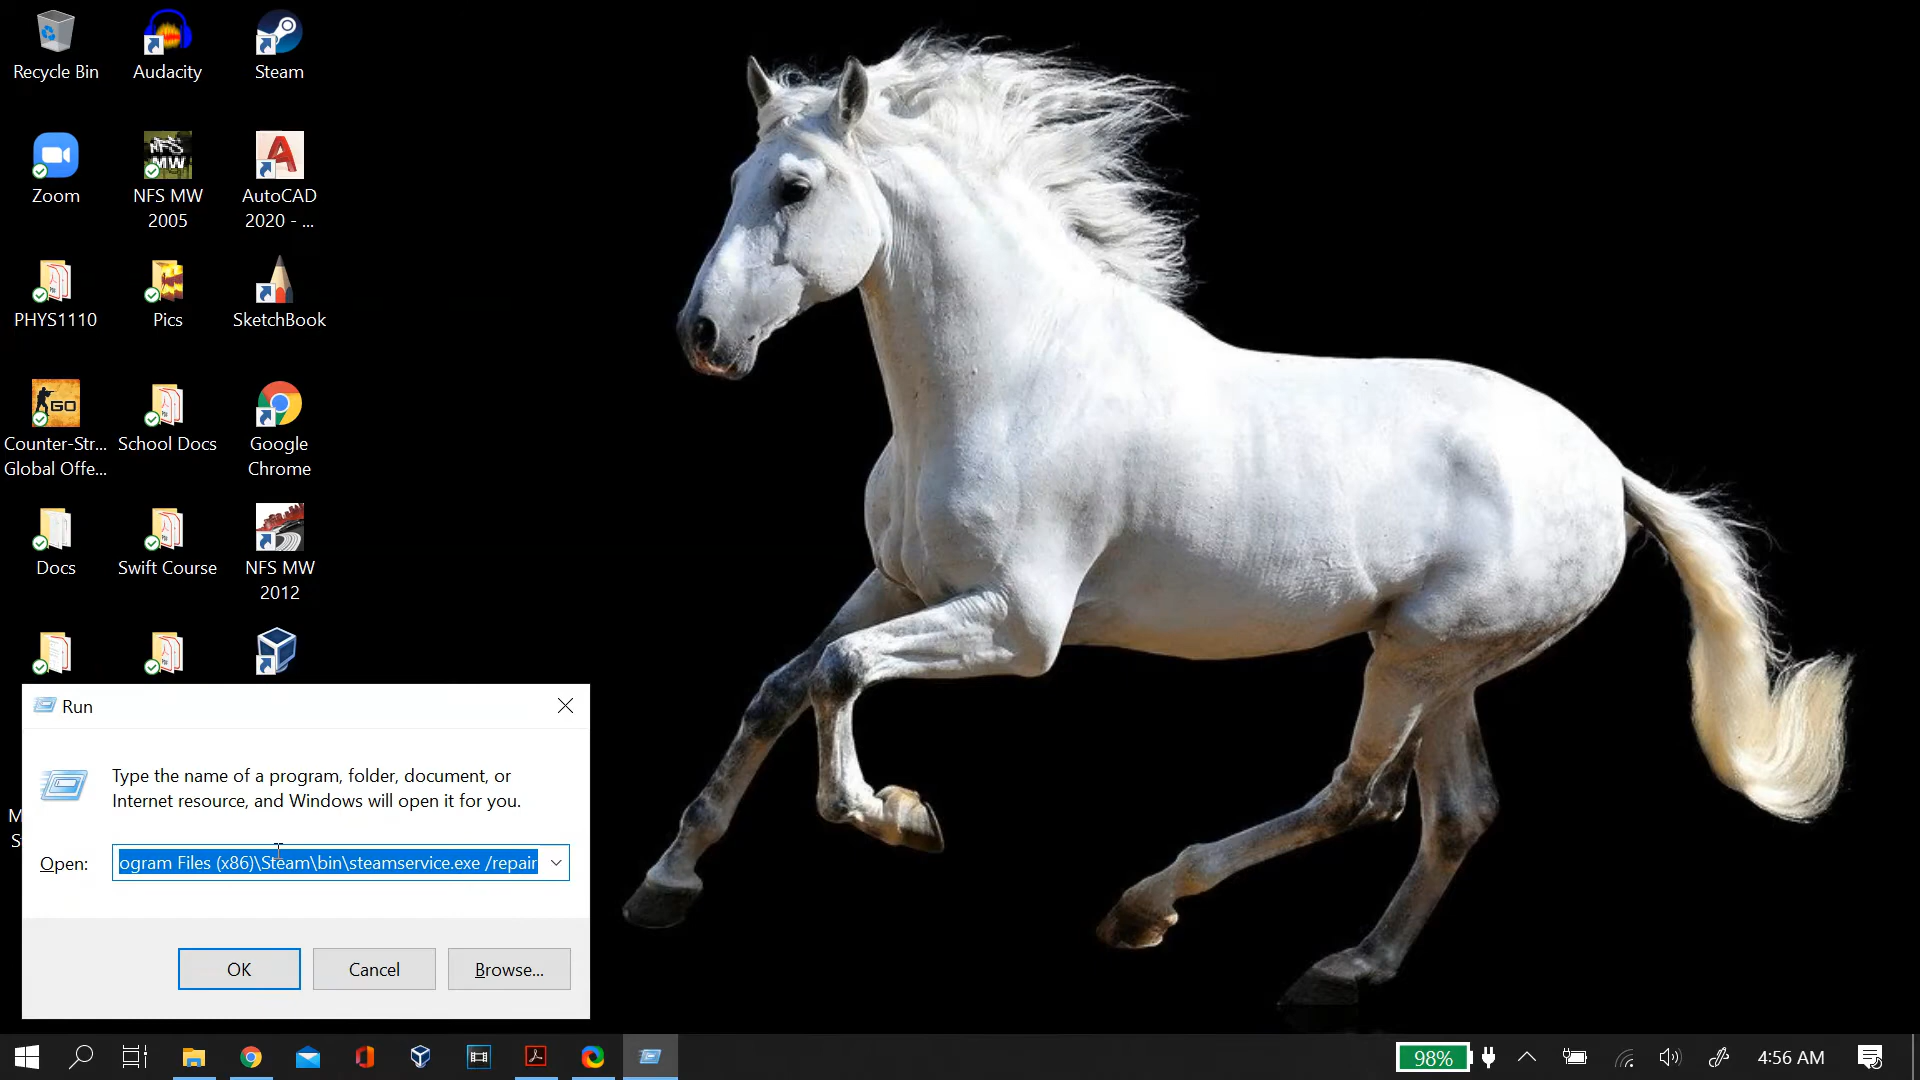 Recycle Bin
Audacity
Steam
Zoom
NFS MW
2005
AutoCAD
2020 - ...
PHYS1110
Pics
SketchBook
Counter-Str...
Global Offe...
School Docs
Google
Chrome
Docs
Swift Course
NFS MW
2012
Run
Type the name of a program, folder, document, or
Internet resource, and Windows will open it for you.
Open:
ogram Files (x86)\Steam\bin\steamservice.exe /repair
OK
Cancel
Browse...
98%
4:56 AM